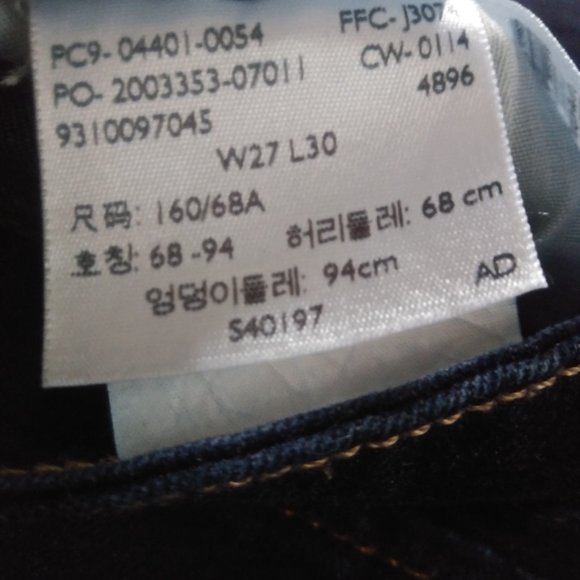 PC9-04401-0054 FFC-J307
PO-2003353-07011 CW-0114
9310097045 4896
W27 L30
尺码: 160/68A
호칭: 68-94 허리둘레: 68 cm
엉덩이둘레: 94cm AD
S40197